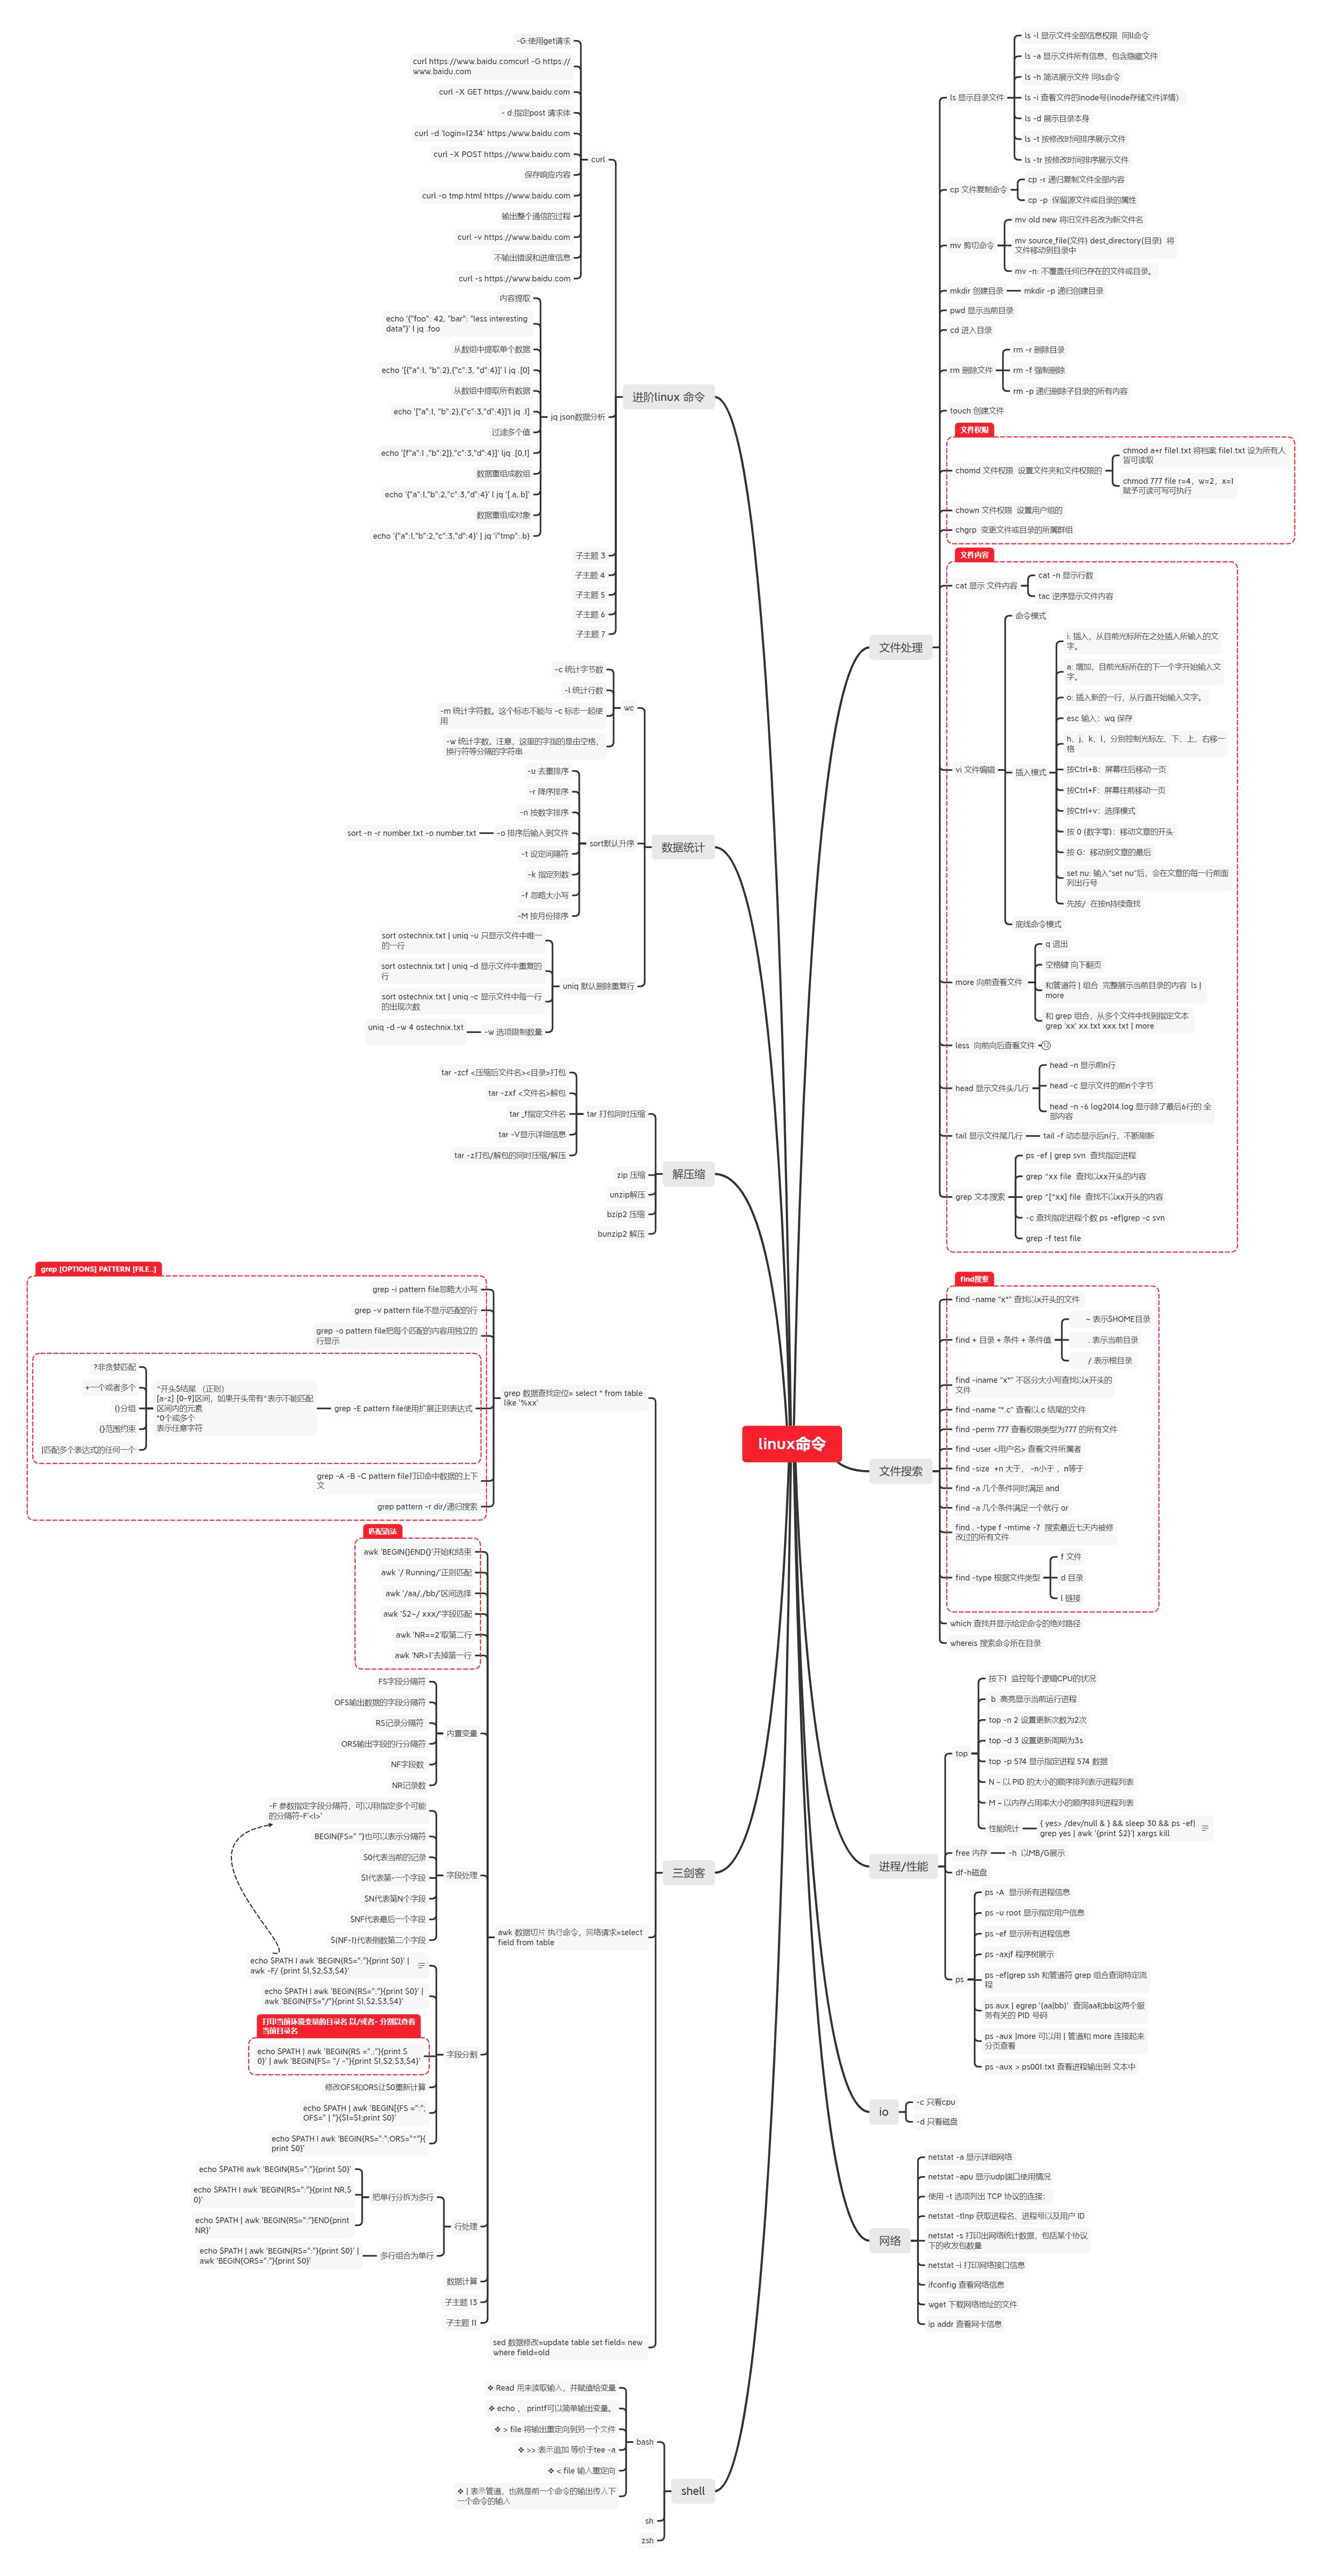 linux命令
文件处理
ls 显示目录文件
ls -l 显示文件全部信息权限 同ll命令
ls -a 显示文件所有信息，包含隐藏文件
ls -h 简洁展示文件 同ls命令
ls -i 查看文件的inode号(inode存储文件详情)
ls -d 展示目录本身
ls -t 按修改时间排序展示文件
ls -tr 按修改时间排序展示文件
cp 文件复制命令
cp -r 递归复制文件全部内容
cp -p 保留源文件或目录的属性
mv 剪切命令
mv old new 将旧文件名改为新文件名
mv source_file(文件) dest_directory(目录) 将
文件移动到目录中
mv -n: 不覆盖任何已存在的文件或目录。
mkdir 创建目录
mkdir -p 递归创建目录
pwd 显示当前目录
cd 进入目录
rm 删除文件
rm -r 删除目录
rm -f 强制删除
rm -p 递归删除子目录的所有内容
touch 创建文件
文件权限
chomd 文件权限 设置文件夹和文件权限的
chmod a+r file1.txt 将档案 file1.txt 设为所有人
皆可读取
chmod 777 file r=4，w=2，x=1
赋予可读可写可执行
chown 文件权限 设置用户组的
chgrp 变更文件或目录的所属群组
文件内容
cat 显示 文件内容
cat -n 显示行数
tac 逆序显示文件内容
vi 文件编辑
命令模式
插入模式
i: 插入，从目前光标所在之处插入所输入的文
字。
a: 增加，目前光标所在的下一个字开始输入文
字。
o: 插入新的一行，从行首开始输入文字。
esc 输入：wq 保存
h、j、k、l，分别控制光标左、下、上、右移一
格
按Ctrl+B：屏幕往后移动一页
按Ctrl+F：屏幕往前移动一页
按Ctrl+v：选择模式
按 0 (数字零)：移动文章的开头
按 G：移动到文章的最后
set nu: 输入"set nu"后，会在文章的每一行前面
列出行号
先按/ 在按n持续查找
底线命令模式
more 向前查看文件
q 退出
空格键 向下翻页
和管道符 | 组合 完整展示当前目录的内容 ls |
more
和 grep 组合，从多个文件中找到指定文本
grep 'xx' xx.txt xxx.txt | more
less 向前向后查看文件
12
head 显示文件头几行
head -n 显示前n行
head -c 显示文件的前n个字节
head -n -6 log2014.log 显示除了最后6行的 全
部内容
tail 显示文件尾几行
tail -f 动态显示后n行，不断刷新
grep 文本搜索
ps -ef | grep svn 查找指定进程
grep ^xx file 查找以xx开头的内容
grep ^[^xx] file 查找不以xx开头的内容
-c 查找指定进程个数 ps -ef|grep -c svn
grep -f test file
文件搜索
find搜索
find -name "x*" 查找以x开头的文件
find + 目录 + 条件 + 条件值
~ 表示$HOME目录
. 表示当前目录
/ 表示根目录
find -iname "x*" 不区分大小写查找以x开头的
文件
find -name "*.c" 查看以 c 结尾的文件
find -perm 777 查看权限类型为777 的所有文件
find -user <用户名> 查看文件所属者
find -size +n 大于， -n小于 ，n等于
find -a 几个条件同时满足 and
find -a 几个条件满足一个就行 or
find . -type f -mtime -7 搜索最近七天内被修
改过的所有文件
find -type 根据文件类型
f 文件
d 目录
l 链接
which 查找并显示给定命令的绝对路径
whereis 搜索命令所在目录
进程/性能
top
按下1 监控每个逻辑CPU的状况
b 高亮显示当前运行进程
top -n 2 设置更新次数为2次
top -d 3 设置更新周期为3s
top -p 574 显示指定进程 574 数据
N – 以 PID 的大小的顺序排列表示进程列表
M – 以内存占用率大小的顺序排列进程列表
性能统计
{ yes> /dev/null & } && sleep 30 && ps -ef|
grep yes | awk '{print $2}'| xargs kill
free 内存
-h 以MB/G展示
df-h磁盘
ps
ps -A 显示所有进程信息
ps -u root 显示指定用户信息
ps -ef 显示所有进程信息
ps -axjf 程序树展示
ps -ef|grep ssh 和管道符 grep 组合查询特定流
程
ps aux | egrep '(aa|bb)' 查询aa和bb这两个服
务有关的 PID 号码
ps -aux |more 可以用 | 管道和 more 连接起来
分页查看
ps -aux > ps001.txt 查看进程输出到 文本中
io
-c 只看cpu
-d 只看磁盘
网络
netstat -a 显示详细网络
netstat -apu 显示udp端口使用情况
使用 -t 选项列出 TCP 协议的连接：
netstat -tlnp 获取进程名、进程号以及用户 ID
netstat -s 打印出网络统计数据，包括某个协议
下的收发包数量
netstat -i 打印网络接口信息
ifconfig 查看网络信息
wget 下载网络地址的文件
ip addr 查看网卡信息
进阶linux 命令
curl
-G:使用get请求
curl https://www.baidu.comcurl -G https://
www.baidu.com
curl -X GET https://www.baidu.com
- d:指定post 请求体
curl -d 'login=1234' https:/www.baidu.com
curl -X POST https://www.baidu.com
保存响应内容
curl -o tmp.html https://www.baidu.com
输出整个通信的过程
curl -v https://www.baidu.com
不输出错误和进度信息
curl -s https://www.baidu.com
jq json数据分析
内容提取
echo '{"foo": 42, "bar": "less interesting
data"}' l jq .foo
从数组中提取单个数据
echo '[{"a":1, "b":2},{"c":3, "d":4}]' l jq .[0]
从数组中提取所有数据
echo '["a":1, "b":2},{"c":3,"d":4}]'l jq .l]
过滤多个值
echo '[f"a":1 ,"b":2]},"c":3,"d":4}]' ljq .[0,1]
数据重组成数组
echo '{"a":1,"b":2,"c":3,"d":4}' l jq '[.a,.b]'
数据重组成对象
echo '{"a":1,"b":2,"c":3,"d":4}' | jq 'i"tmp":.b}
子主题 3
子主题 4
子主题 5
子主题 6
子主题 7
数据统计
wc
-c 统计字节数
-l 统计行数
-m 统计字符数。这个标志不能与 -c 标志一起使
用
-w 统计字数。注意，这里的字指的是由空格，
换行符等分隔的字符串
sort默认升序
-u 去重排序
-r 降序排序
-n 按数字排序
-o 排序后输入到文件
sort -n -r number.txt -o number.txt
-t 设定间隔符
-k 指定列数
-f 忽略大小写
-M 按月份排序
uniq 默认删除重复行
sort ostechnix.txt | uniq -u 只显示文件中唯一
的一行
sort ostechnix.txt | uniq -d 显示文件中重复的
行
sort ostechnix.txt | uniq -c 显示文件中每一行
的出现次数
-w 选项限制数量
uniq -d -w 4 ostechnix.txt
解压缩
tar 打包同时压缩
tar -zcf <压缩后文件名><目录>打包
tar -zxf <文件名>解包
tar _f指定文件名
tar -V显示详细信息
tar -z打包/解包的同时压缩/解压
zip 压缩
unzip解压
bzip2 压缩
bunzip2 解压
三剑客
grep 数据查找定位= select * from table
like '%xx'
grep [OPTIONS] PATTERN [FILE..]
grep -i pattern file忽略大小写
grep -v pattern file不显示匹配的行
grep -o pattern file把每个匹配的内容用独立的
行显示
grep -E pattern file使用扩展正则表达式
^开头$结尾 （正则）
[a-z] [0-9]区间，如果开头带有^表示不能匹配
区间内的元素
*0个或多个
表示任意字符
?非贪婪匹配
+一个或者多个
()分组
{}范围约束
|匹配多个表达式的任何一个
grep -A -B -C pattern file打印命中数据的上下
文
grep pattern -r dir/递归搜索
awk 数据切片 执行命令，网络请求=select
field from table
匹配语法
awk 'BEGIN{}END{}'开始和结束
awk '/ Running/'正则匹配
awk '/aa/,/bb/'区间选择
awk '$2~/ xxx/'字段匹配
awk 'NR==2'取第二行
awk 'NR>1'去掉第一行
内置变量
FS字段分隔符
OFS输出数据的字段分隔符
RS记录分隔符
ORS输出字段的行分隔符
NF字段数
NR记录数
字段处理
-F 参数指定字段分隔符，可以用|指定多个可能
的分隔符-F'<l>'
BEGIN{FS=" "}也可以表示分隔符
$0代表当前的记录
$1代表第-一个字段
$N代表第N个字段
$NF代表最后一个字段
$(NF-1)代表倒数第二个字段
字段分割
echo $PATH l awk 'BEGIN{RS=":"}{print $0}' |
awk -F/ {print $1,$2,$3,$4}'
echo $PATH l awk 'BEGIN{RS=":"}{print $0}' |
awk 'BEGIN{FS="/"}{print $1,$2,$3,$4}'
打印当前环境变量的目录名 以/或者- 分割以查看
当前目录名
echo $PATH | awk 'BEGIN{RS =".:"}{print $
0}' | awk 'BEGIN{FS= "/ -"}{print $1,$2,$3,$4}'
修改OFS和ORS让$0重新计算
echo $PATH | awk 'BEGIN[{FS =":";
OFS=" | "}{$1=$1;print $0}'
echo $PATH l awk 'BEGIN{RS=":";ORS="^"}{
print $0}'
行处理
把单行分拆为多行
echo $PATHl awk 'BEGIN{RS=":"}{print $0}'
echo $PATH l awk 'BEGIN{RS=":"}{print NR,$
0}'
echo $PATH | awk 'BEGIN{RS=":"}END{print
NR}'
多行组合为单行
echo $PATH | awk 'BEGIN{RS=":"}{print $0}' |
awk 'BEGIN{ORS=":"}{print $0}'
数据计算
子主题 13
子主题 11
sed 数据修改=update table set field= new
where field=old
shell
bash
❖ Read 用来读取输入，并赋值给变量
❖ echo ， printf可以简单输出变量。
❖ > file 将输出重定向到另一个文件
❖ >> 表示追加 等价于tee -a
❖ < file 输入重定向
❖ | 表示管道，也就是前一个命令的输出传入下
一个命令的输入
sh
zsh